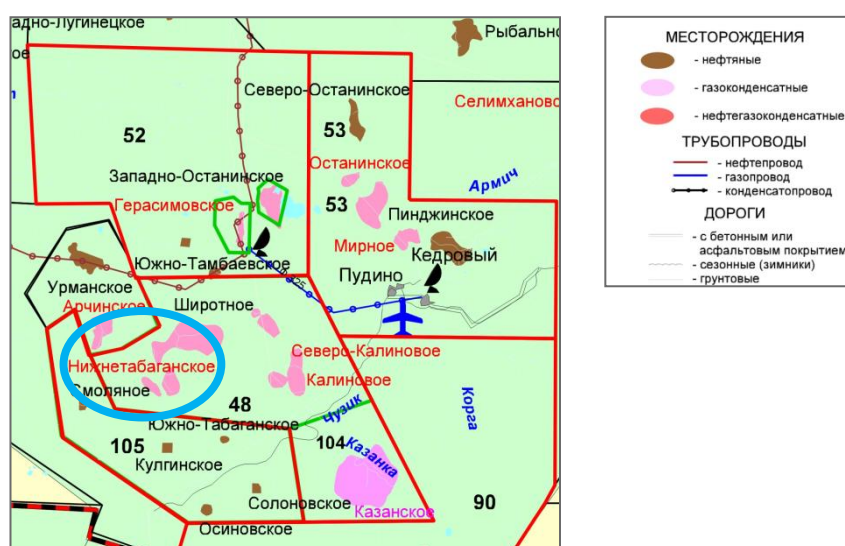 адно-Лугинецкое
ое
Рыбально
Северо-Останинское
Селимханово
52
53
Западно-Останинское
Останинское
Армич
Герасимовское
53
Пинджинское
Мирное
Кедровый
Южно-Тамбаевское
Пудино
Урманское
Широтное
Арчинское
Северо-Калиновое
Нижнетабаганское
Калиновое
Смоляное
48
Чузик
Корга
Южно-Табаганское
105
104
Казанка
Кулгинское
Солоновское
Казанское
90
Осиновское
МЕСТОРОЖДЕНИЯ
- нефтяные
- газоконденсатные
- нефтегазоконденсатные
ТРУБОПРОВОДЫ
- нефтепровод
- газопровод
- конденсатопровод
ДОРОГИ
- с бетонным или
асфальтовым покрытием
- сезонные (зимники)
- грунтовые